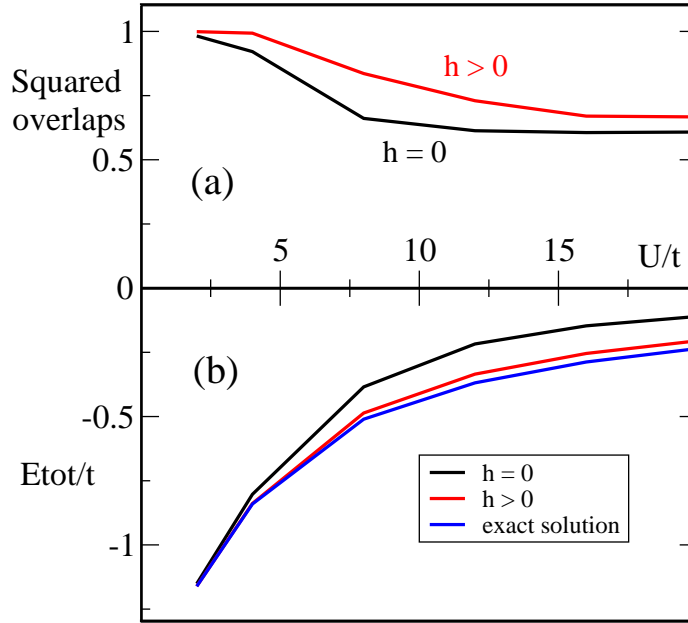 1
h > 0
Squared
overlaps
h = 0
0.5
(a)
5
10
15
U/t
0
(b)
-0.5
Etot/t
h = 0
h > 0
exact solution
-1